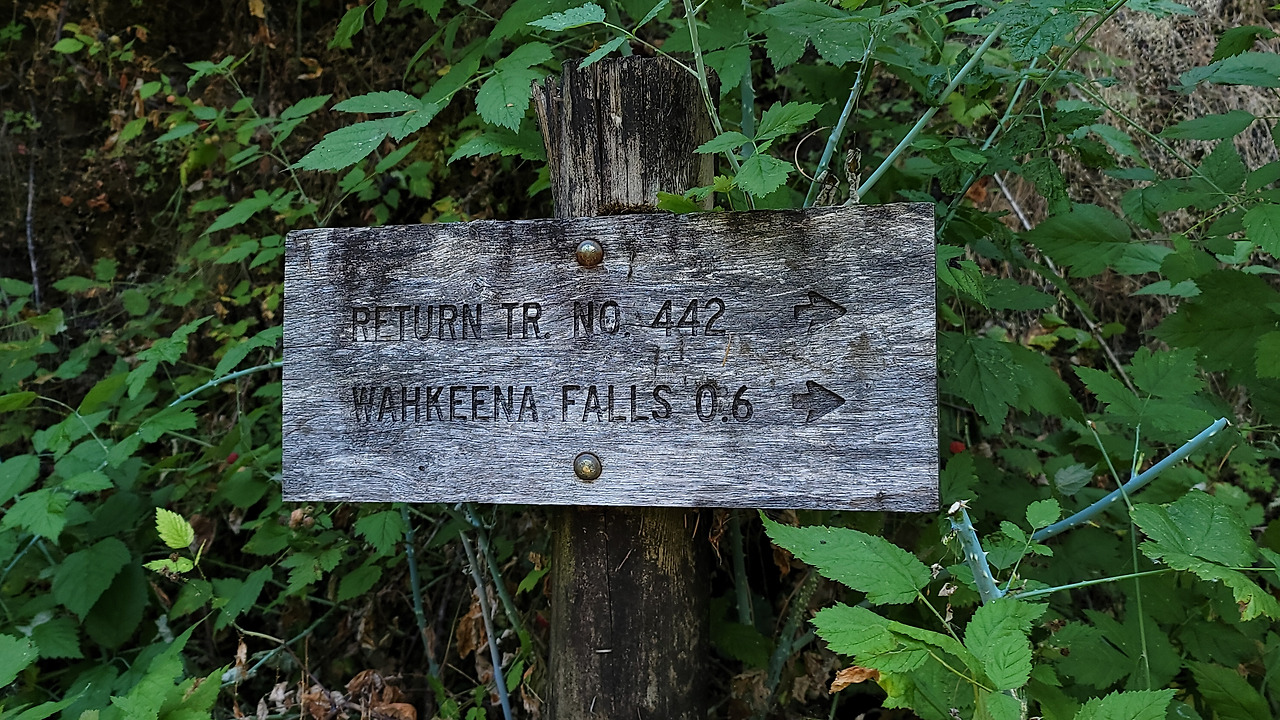 RETURN TR. NO. 442
WAHKEENA FALLS 0.6